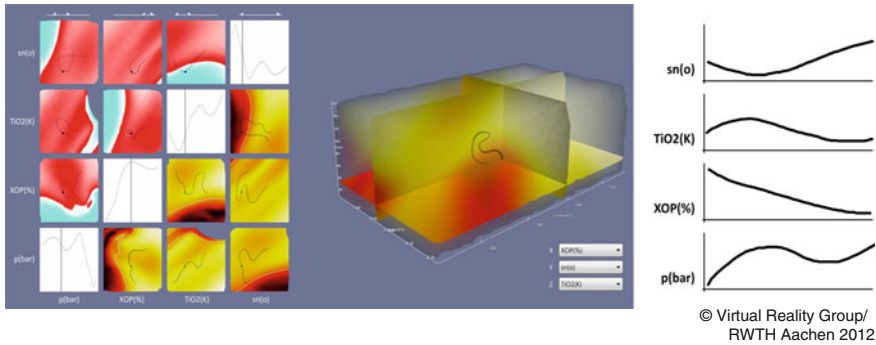 sn(o)
TiO2(K)
XOP(%)
p(bar)
p(bar)
XOP(%)
TiO2(K)
sn(o)
X
XOP(%)
Y
sn(o)
Z
TiO2(K)
sn(o)
TiO2(K)
XOP(%)
p(bar)
© Virtual Reality Group/
RWTH Aachen 2012